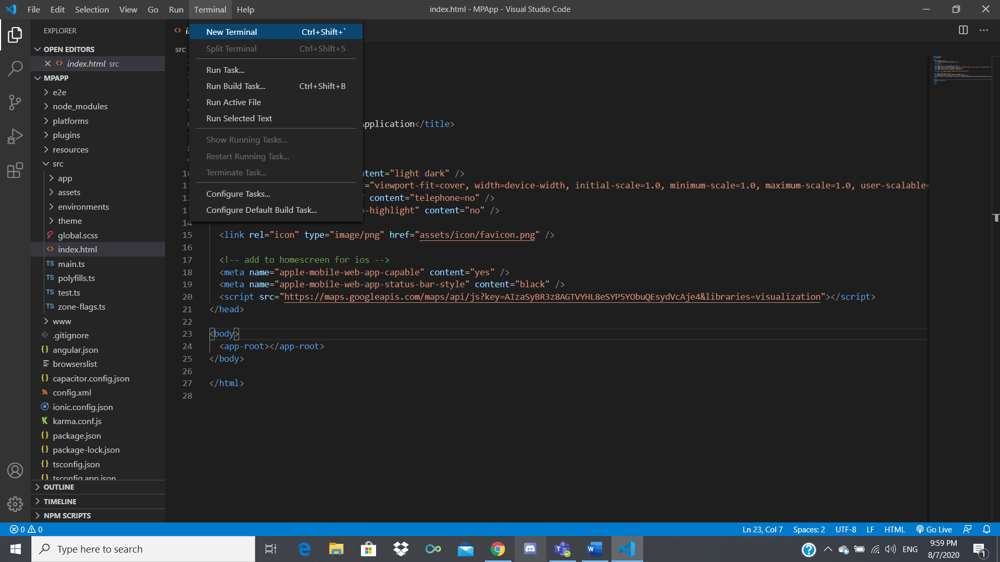 File Edit Selection View Go Run Terminal Help
index.html - MPApp - Visual Studio Code
EXPLORER
OPEN EDITORS
index.html src
MPAPP
e2e
node_modules
platforms
plugins
resources
src
app
assets
environments
theme
global.scss
index.html
main.ts
polyfills.ts
test.ts
zone-flags.ts
www
.gitignore
angular.json
browserslist
capacitor.config.json
config.xml
ionic.config.json
karma.conf.js
package.json
package-lock.json
tsconfig.json
tsconfig.app.json
OUTLINE
TIMELINE
NPM SCRIPTS
New Terminal Ctrl+Shift+`
Split Terminal Ctrl+Shift+5
Run Task...
Run Build Task... Ctrl+Shift+B
Run Active File
Run Selected Text
Show Running Tasks...
Restart Running Task...
Terminate Task...
Configure Tasks...
Configure Default Build Task...
src
pplication</title>
10 tent="light dark" />
11 t="viewport-fit=cover, width=device-width, initial-scale=1.0, minimum-scale=1.0, maximum-scale=1.0, user-scalable=
12 " content="telephone=no" />
13 -highlight" content="no" />
14
15 <link rel="icon" type="image/png" href="assets/icon/favicon.png" />
16
17 <!-- add to homescreen for ios -->
18 <meta name="apple-mobile-web-app-capable" content="yes" />
19 <meta name="apple-mobile-web-app-status-bar-style" content="black" />
20 <script src="https://maps.googleapis.com/maps/api/js?key=AIzaSyBR3z8AGTVYHL8eSYP5YObuQEsydVcAje4&libraries=visualization"></script>
21 </head>
22
23 <body>
24 <app-root></app-root>
25 </body>
26
27 </html>
28
0 0
Ln 23, Col 7 Spaces: 2 UTF-8 LF HTML Go Live
Type here to search
ENG
9:59 PM
8/7/2020
1